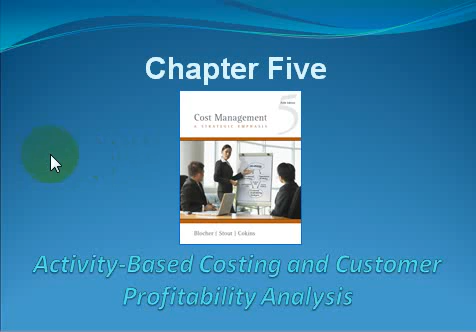 Chapter Five
Cost Management
A STRATEGIC EMPHASIS
5
Blocher | Stout | Cokins
Activity-Based Costing and Customer
Profitability Analysis